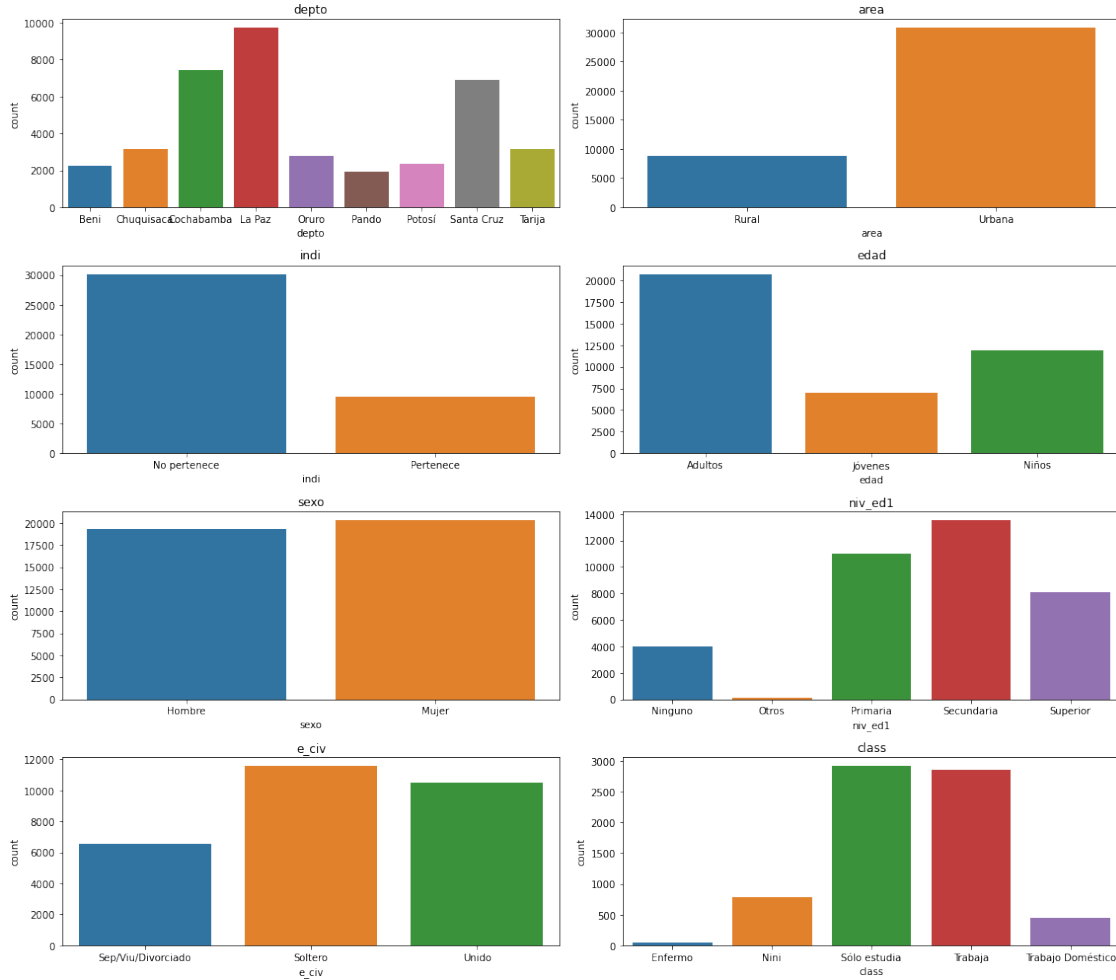 depto
10000
8000
6000
4000
2000
0
count
Beni Chuquisaca Cochabamba La Paz Oruro Pando Potosí Santa Cruz Tarija
depto
area
30000
25000
20000
15000
10000
5000
0
count
Rural Urbana
area
indi
30000
25000
20000
15000
10000
5000
0
count
No pertenece Pertenece
indi
edad
20000
17500
15000
12500
10000
7500
5000
2500
0
count
Adultos Jóvenes Niños
edad
sexo
20000
17500
15000
12500
10000
7500
5000
2500
0
count
Hombre Mujer
sexo
niv_ed1
14000
12000
10000
8000
6000
4000
2000
0
count
Ninguno Otros Primaria Secundaria Superior
niv_ed1
e_civ
12000
10000
8000
6000
4000
2000
0
count
Sep/Viu/Divorciado Soltero Unido
e_civ
class
3000
2500
2000
1500
1000
500
0
count
Enfermo Nini Sólo estudia Trabaja Trabajo Doméstico
class